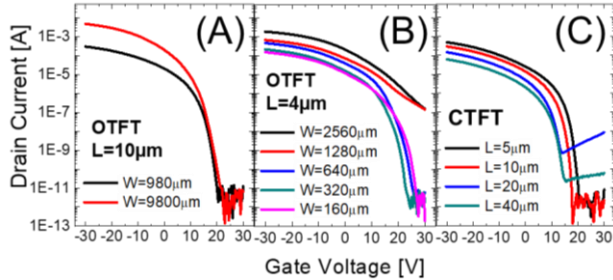 Drain Current [A]
1E-3
1E-5
1E-7
1E-9
1E-11
1E-13
(A)
OTFT
L=10μm
W=980μm
W=9800μm
-30 -20 -10 0 10 20 30
(B)
OTFT
L=4μm
W=2560μm
W=1280μm
W=640μm
W=320μm
W=160μm
-30 -20 -10 0 10 20 30
(C)
CTFT
L=5μm
L=10μm
L=20μm
L=40μm
-30 -20 -10 0 10 20 30
Gate Voltage [V]